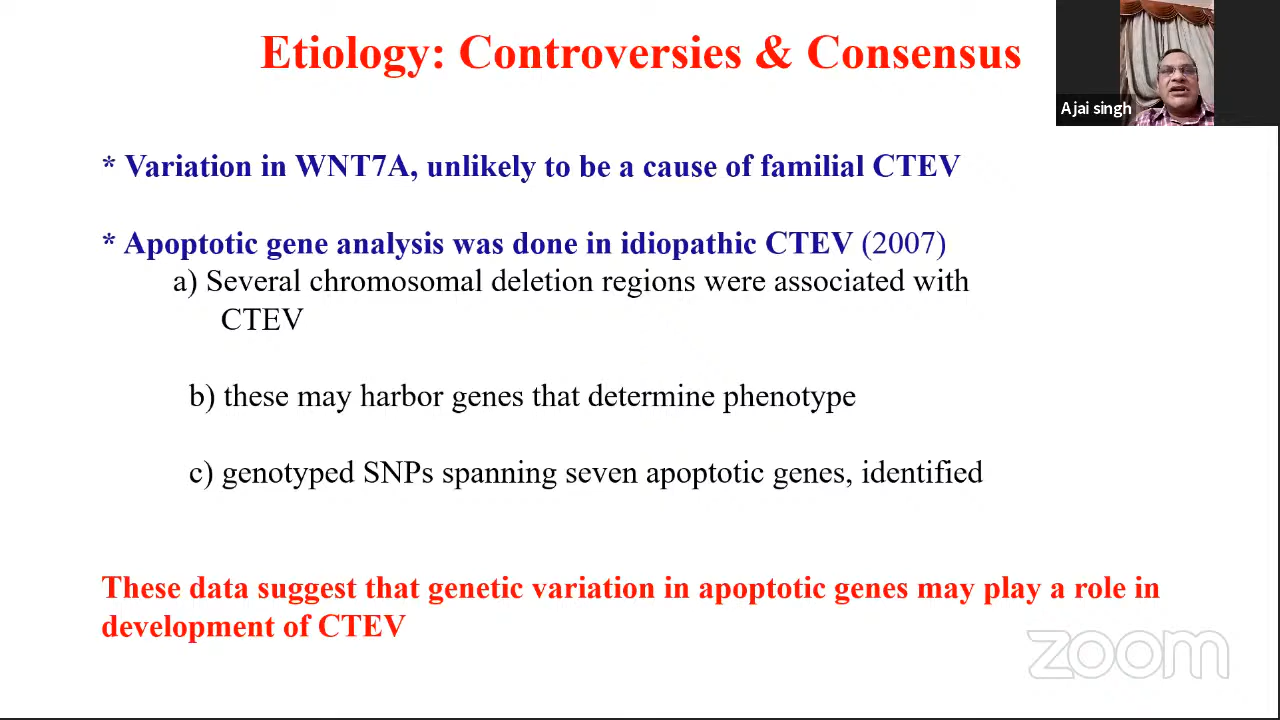 Etiology: Controversies & Consensus
Ajai singh
* Variation in WNT7A, unlikely to be a cause of familial CTEV
* Apoptotic gene analysis was done in idiopathic CTEV (2007)
a) Several chromosomal deletion regions were associated with
CTEV
b) these may harbor genes that determine phenotype
c) genotyped SNPs spanning seven apoptotic genes, identified
These data suggest that genetic variation in apoptotic genes may play a role in
development of CTEV
zoom